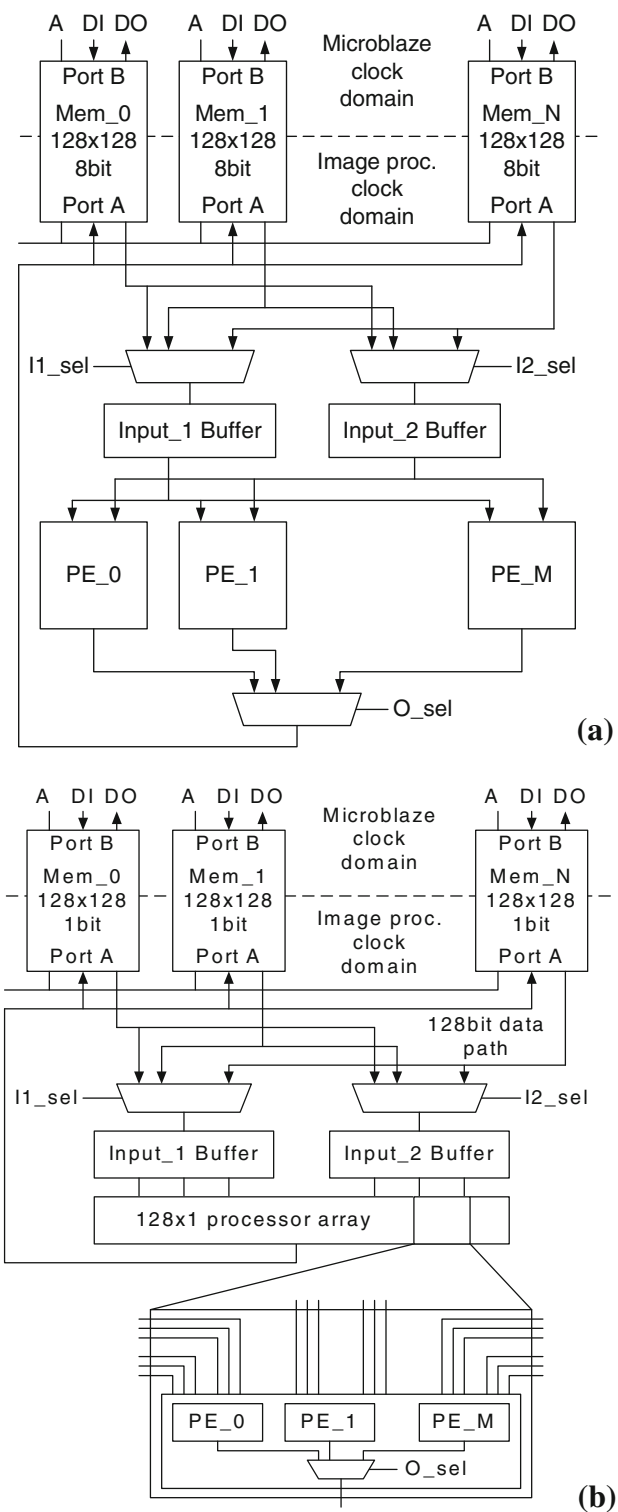 A DI DO A DI DO A DI DO
Port B Port B Port B
Mem_0 Mem_1 Mem_N
128x128 128x128 128x128
8bit 8bit 8bit
Port A Port A Port A
Microblaze
clock
domain
Image proc.
clock
domain
I1_sel I2_sel
Input_1 Buffer Input_2 Buffer
PE_0 PE_1 PE_M
O_sel
(a)
A DI DO A DI DO A DI DO
Port B Port B Port B
Mem_0 Mem_1 Mem_N
128x128 128x128 128x128
1bit 1bit 1bit
Port A Port A Port A
Microblaze
clock
domain
Image proc.
clock
domain
128bit data
path
I1_sel I2_sel
Input_1 Buffer Input_2 Buffer
128x1 processor array
PE_0 PE_1 PE_M
O_sel
(b)